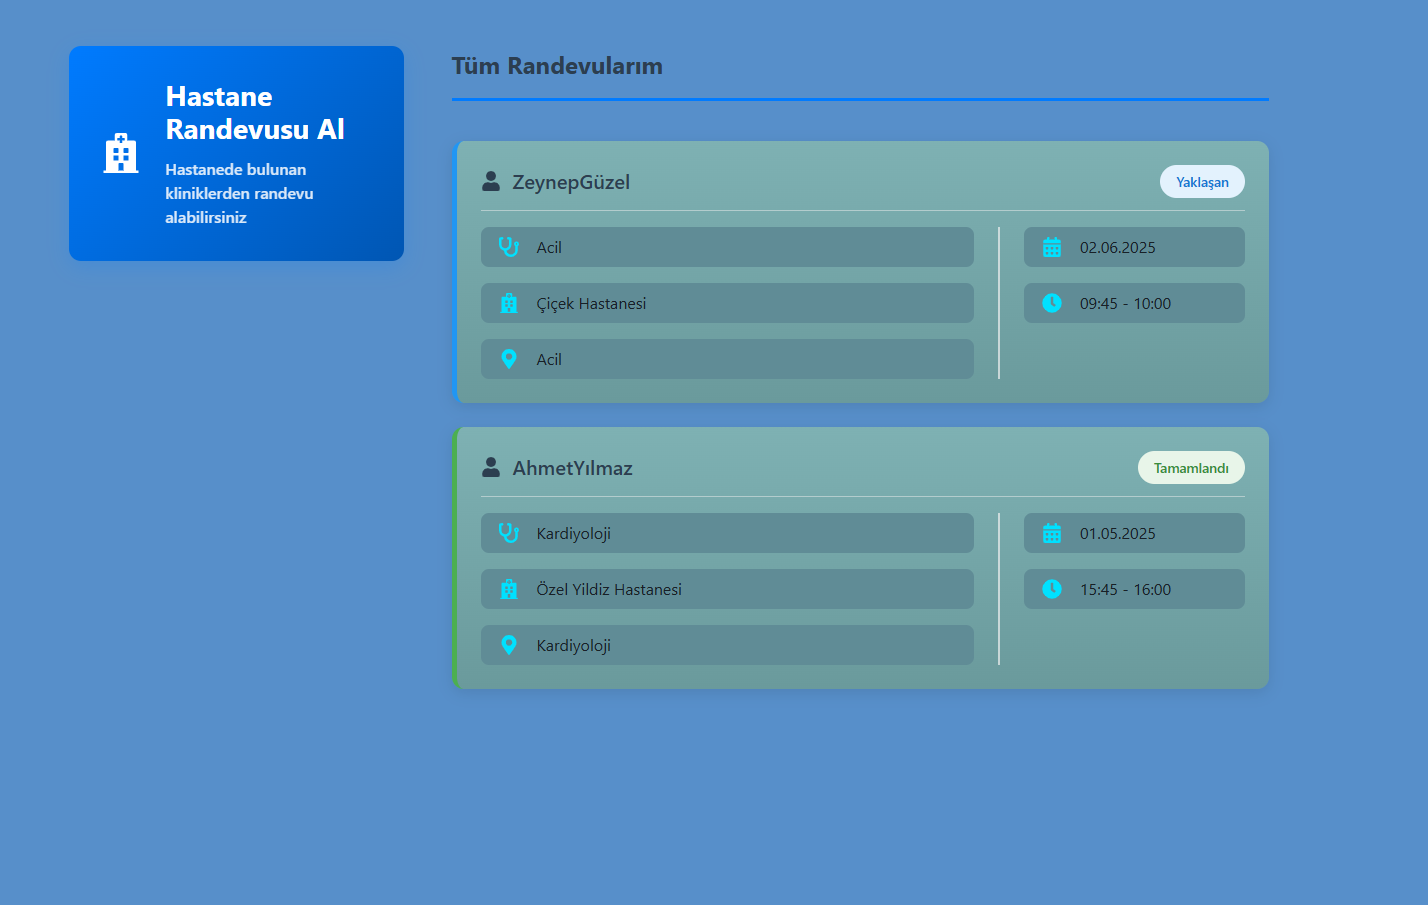 Hastane
Randevusu Al
Hastanede bulunan
kliniklerden randevu
alabilirsiniz
Tüm Randevularım
ZeynepGüzel
Yaklaşan
Acil
02.06.2025
Çiçek Hastanesi
09:45 - 10:00
Acil
AhmetYılmaz
Tamamlandı
Kardiyoloji
01.05.2025
Özel Yildiz Hastanesi
15:45 - 16:00
Kardiyoloji